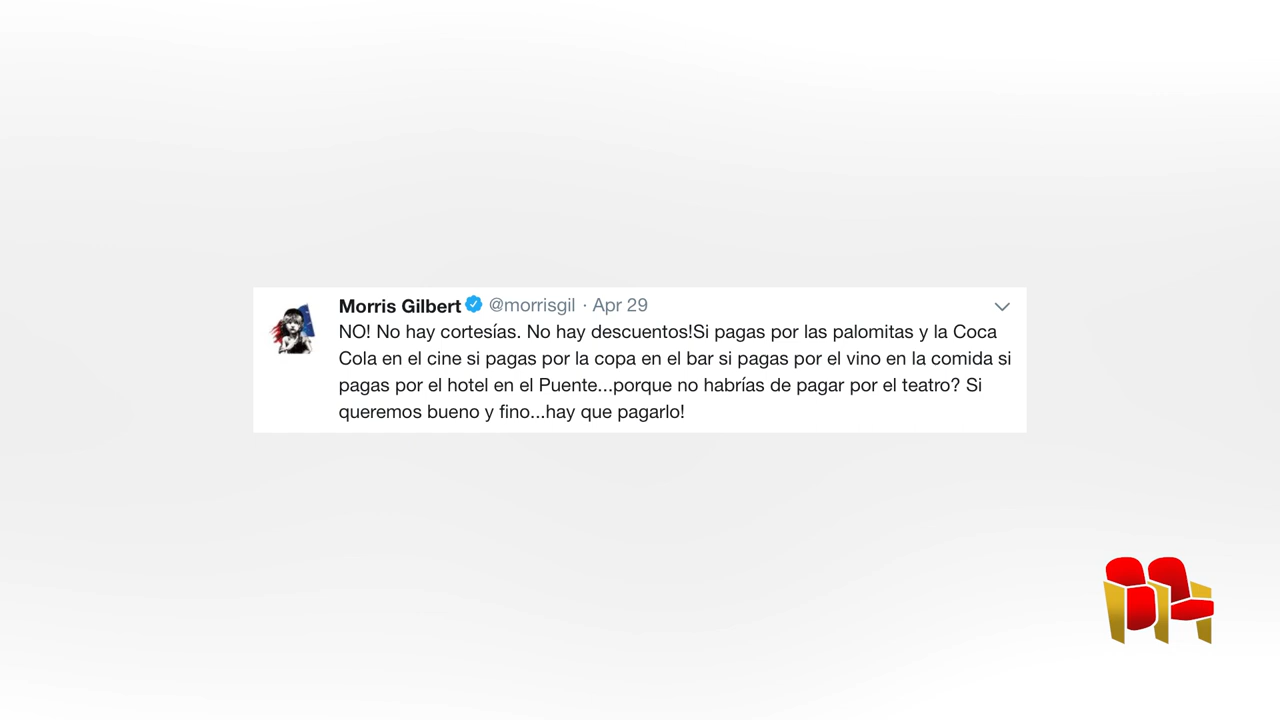 Morris Gilbert @morrisgil · Apr 29
NO! No hay cortesías. No hay descuentos!Si pagas por las palomitas y la Coca
Cola en el cine si pagas por la copa en el bar si pagas por el vino en la comida si
pagas por el hotel en el Puente...porque no habrías de pagar por el teatro? Si
queremos bueno y fino...hay que pagarlo!